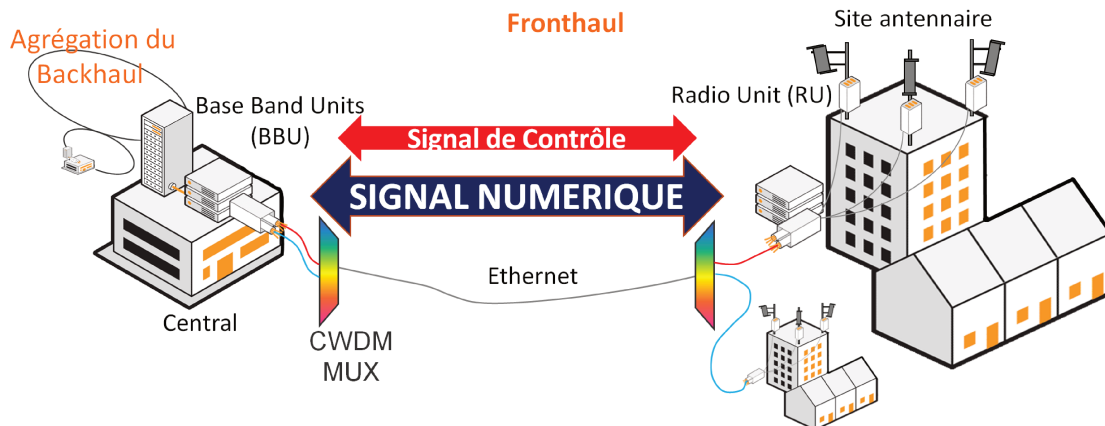 Fronthaul
Site antennaire
Agrégation du
Backhaul
Base Band Units
(BBU)
Radio Unit (RU)
Signal de Contrôle
SIGNAL NUMERIQUE
Ethernet
Central
CWDM
MUX